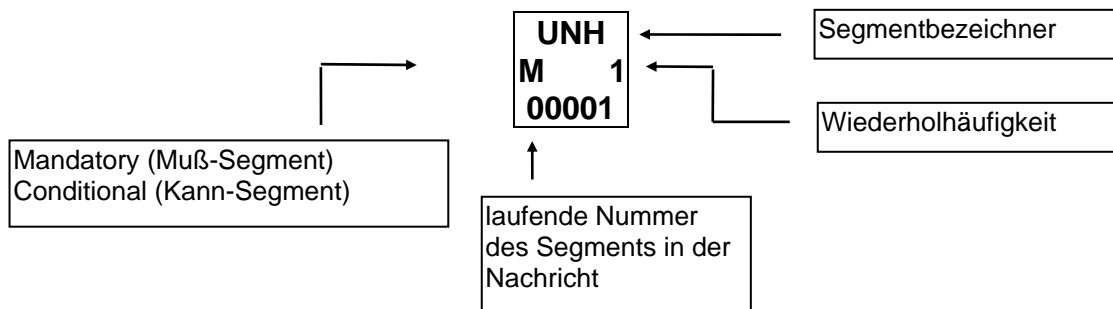 UNH
M 1
00001
Segmentbezeichner
Wiederholhäufigkeit
Mandatory (Muß-Segment)
Conditional (Kann-Segment)
laufende Nummer
des Segments in der
Nachricht